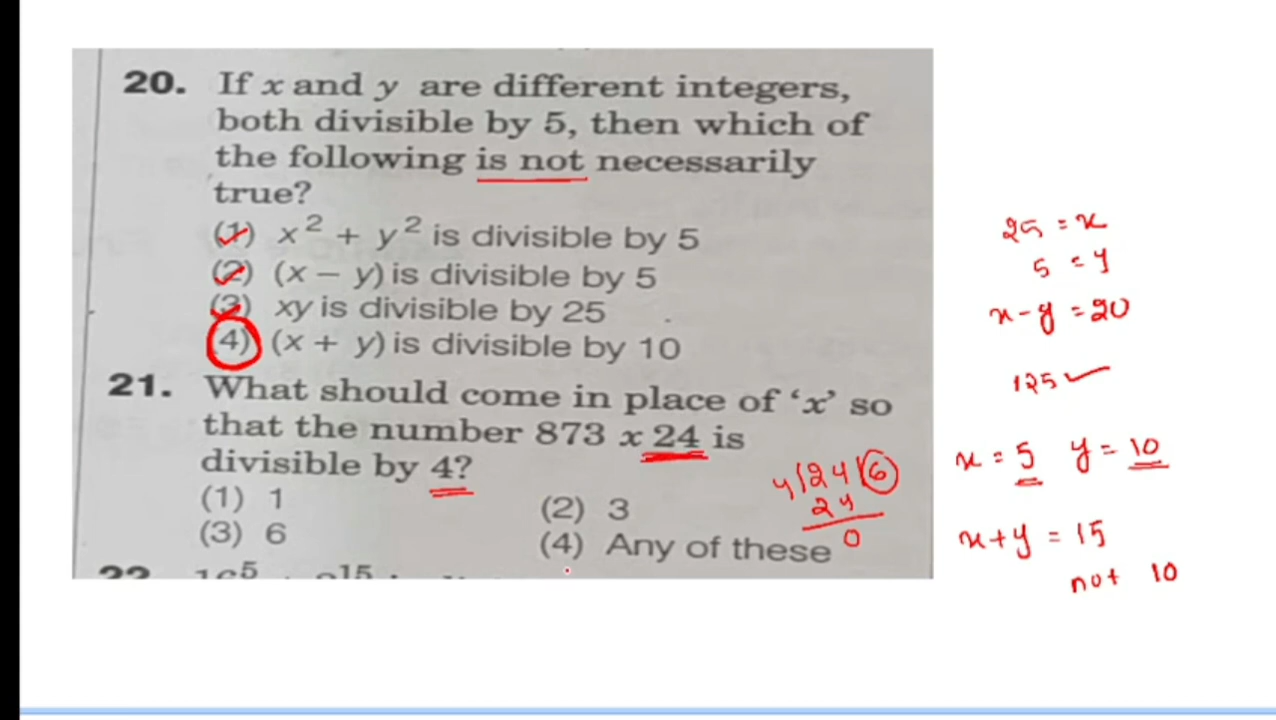 20. If x and y are different integers,
both divisible by 5, then which of
the following is not necessarily
true?
(1) x² + y² is divisible by 5
(2) (x – y) is divisible by 5
(3) xy is divisible by 25
(4) (x + y) is divisible by 10
21. What should come in place of ‘x’ so
that the number 873 x 24 is
divisible by 4?
(1) 1 (2) 3
(3) 6 (4) Any of these
22
25 = x
5 = y
x - y = 20
125 ✓
x = 5 y = 10
x + y = 15
not 10
4)24(6
24
0